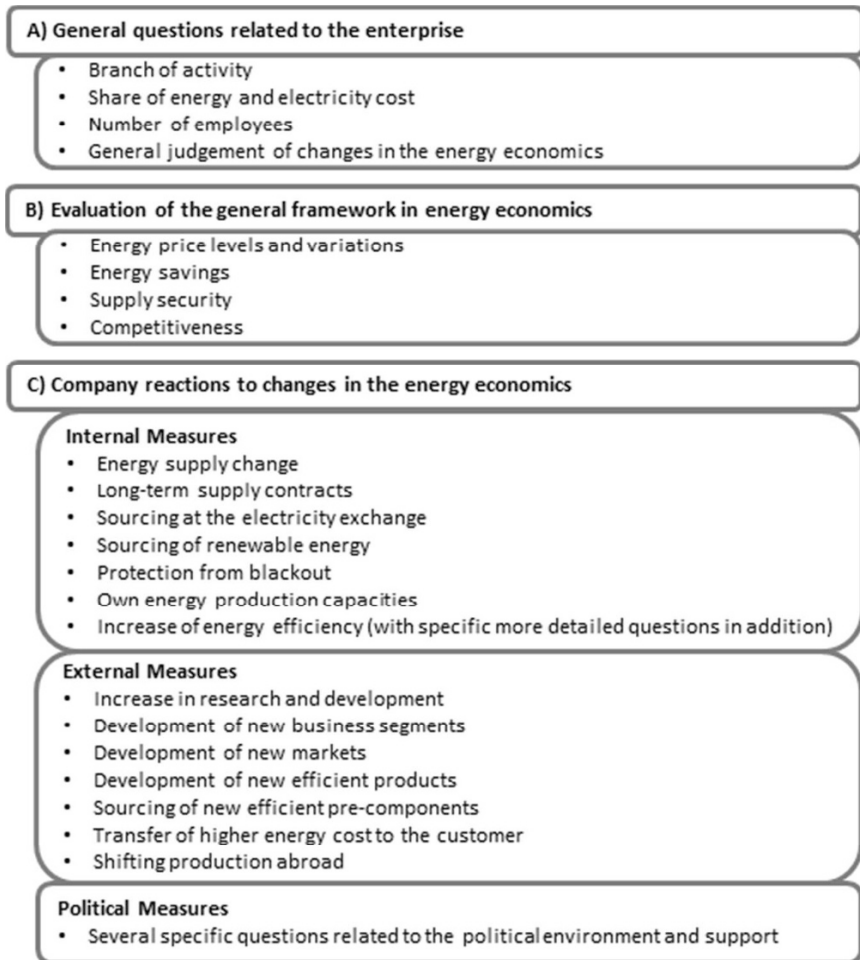 A) General questions related to the enterprise
• Branch of activity
• Share of energy and electricity cost
• Number of employees
• General judgement of changes in the energy economics
B) Evaluation of the general framework in energy economics
• Energy price levels and variations
• Energy savings
• Supply security
• Competitiveness
C) Company reactions to changes in the energy economics
Internal Measures
• Energy supply change
• Long-term supply contracts
• Sourcing at the electricity exchange
• Sourcing of renewable energy
• Protection from blackout
• Own energy production capacities
• Increase of energy efficiency (with specific more detailed questions in addition)
External Measures
• Increase in research and development
• Development of new business segments
• Development of new markets
• Development of new efficient products
• Sourcing of new efficient pre-components
• Transfer of higher energy cost to the customer
• Shifting production abroad
Political Measures
• Several specific questions related to the political environment and support